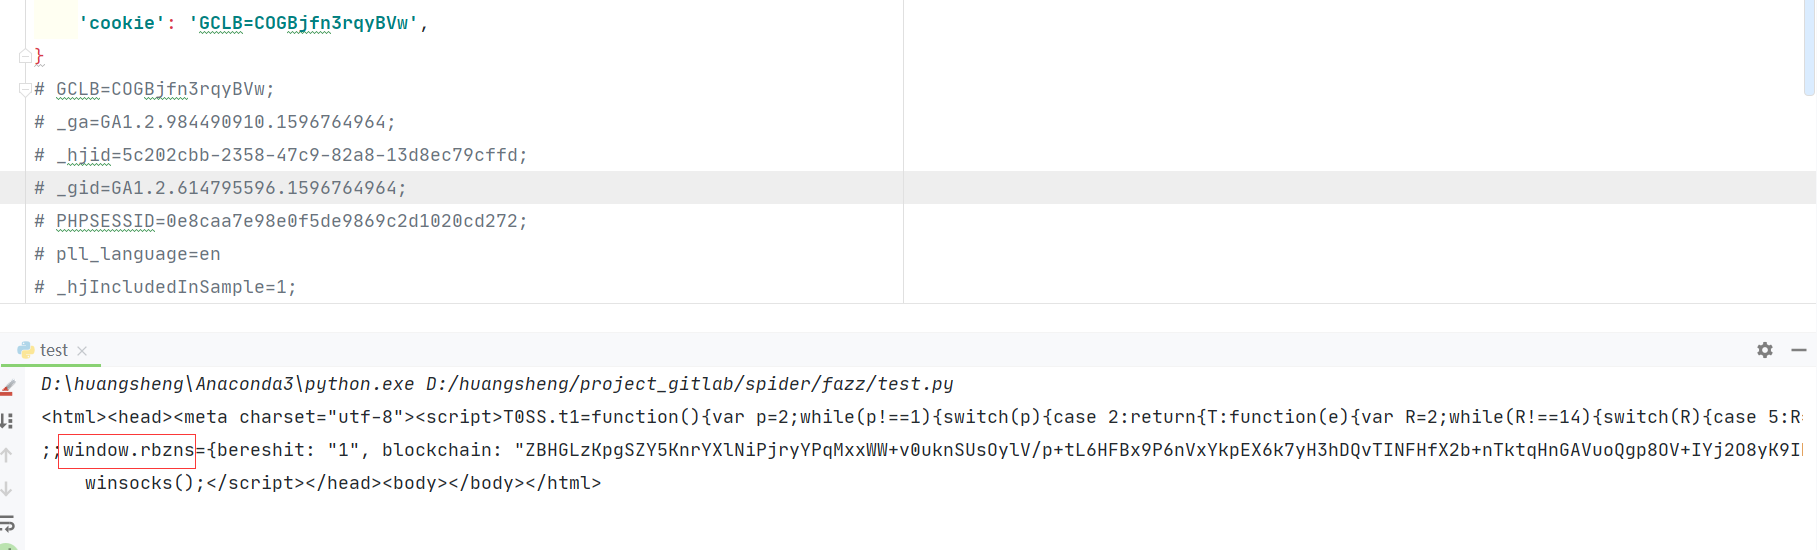 'cookie': 'GCLB=COGBjfn3rqyBVw',
}
# GCLB=COGBjfn3rqyBVw;
# _ga=GA1.2.984490910.1596764964;
# _hjid=5c202cbb-2358-47c9-82a8-13d8ec79cffd;
# _gid=GA1.2.614795596.1596764964;
# PHPSESSID=0e8caa7e98e0f5de9869c2d1020cd272;
# pll_language=en
# _hjIncludedInSample=1;
test
D:\huangsheng\Anaconda3\python.exe D:/huangsheng/project_gitlab/spider/fazz/test.py
<html><head><meta charset="utf-8"><script>T0SS.t1=function(){var p=2;while(p!==1){switch(p){case 2:return{T:function(e){var R=2;while(R!==14){switch(R){case 5:R=
;;window.rbzns={bereshit: "1", blockchain: "ZBHGLzKpgSZY5KnrYXlNiPjryYPqMxxWW+v0uknSUsOylV/p+tL6HFBx9P6nVxYkpEX6k7yH3hDQvTINFHfX2b+nTktqHnGAVuoQgp8OV+IYj2O8yK9I
winsocks();</script></head><body></body></html>